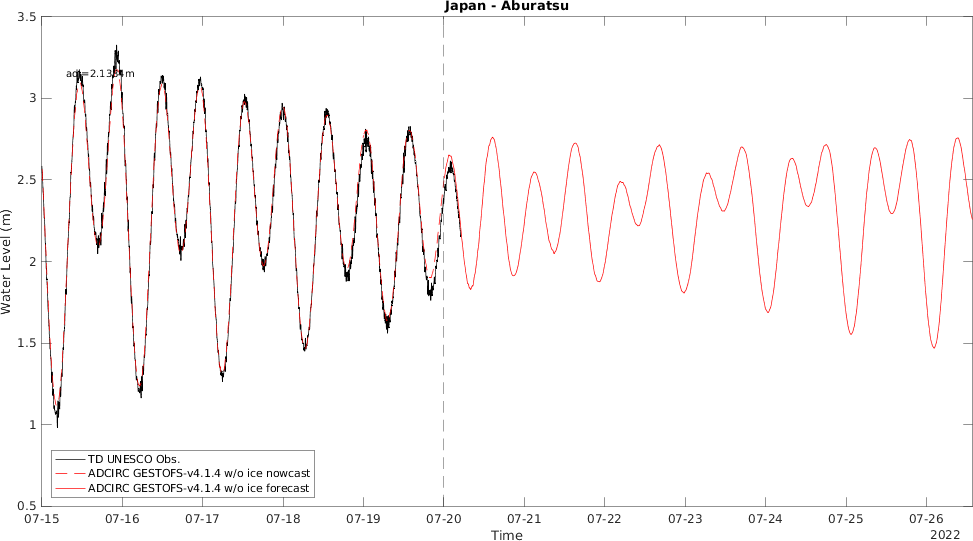 Japan - Aburatsu
3.5
3
2.5
2
1.5
1
0.5
Water Level (m)
TD UNESCO Obs.
ADCIRC GESTOFS-v4.1.4 w/o ice nowcast
ADCIRC GESTOFS-v4.1.4 w/o ice forecast
07-15 07-16 07-17 07-18 07-19 07-20 07-21 07-22 07-23 07-24 07-25 07-26
2022
Time